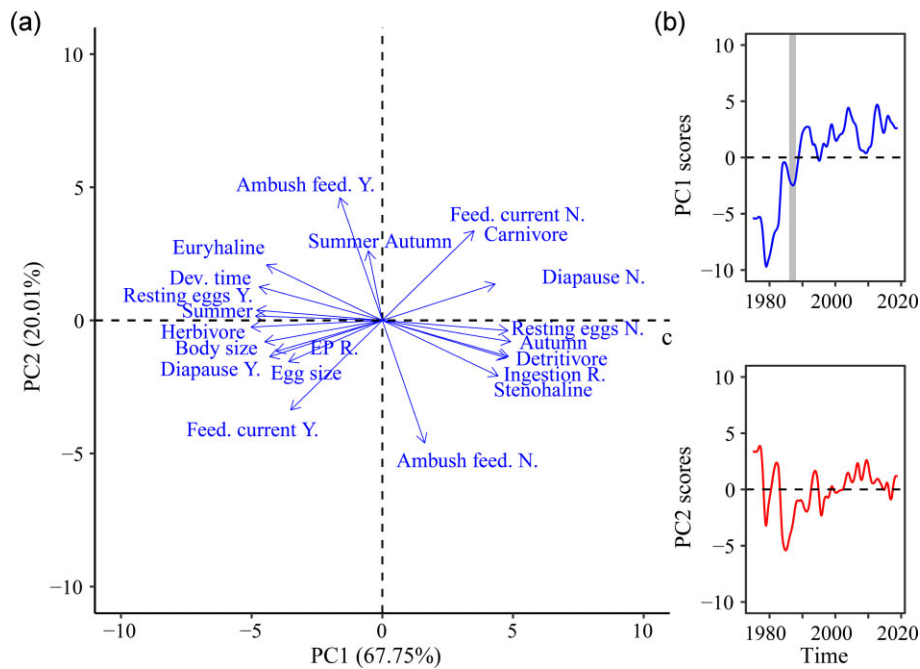 (a)
10
5
0
−5
−10
PC2 (20.01%)
Ambush feed. Y.
Feed. current N.
Summer Autumn
Carnivore
Euryhaline
Dev. time
Diapause N.
Resting eggs Y.
Summer
Herbivore
Resting eggs N.
c
Body size
EP R.
Autumn
Diapause Y.
Egg size
Detritivore
Ingestion R.
Stenohaline
Feed. current Y.
Ambush feed. N.
−10
−5
0
5
10
PC1 (67.75%)
(b)
10
5
0
−5
−10
PC1 scores
1980
2000
2020
10
5
0
−5
−10
PC2 scores
1980
2000
2020
Time